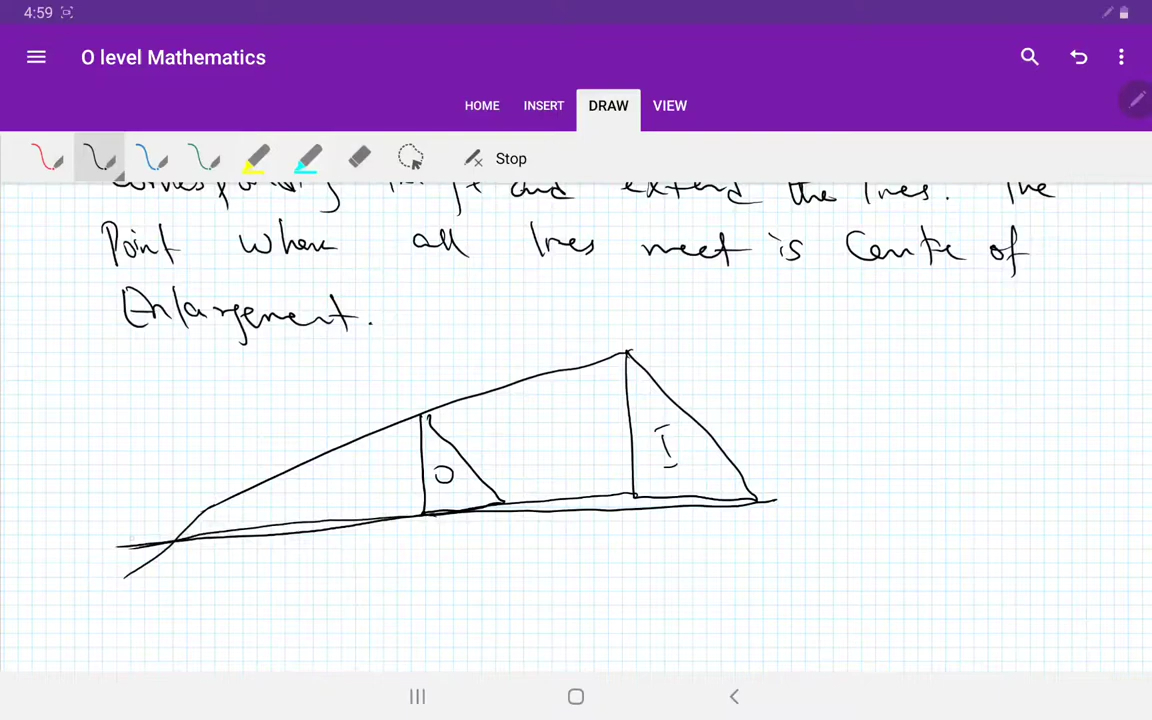 4:59
O level Mathematics
HOME INSERT DRAW VIEW
Stop
and extend the lines. The
Point where all lines meet is Centre of
Enlargement.
O
I